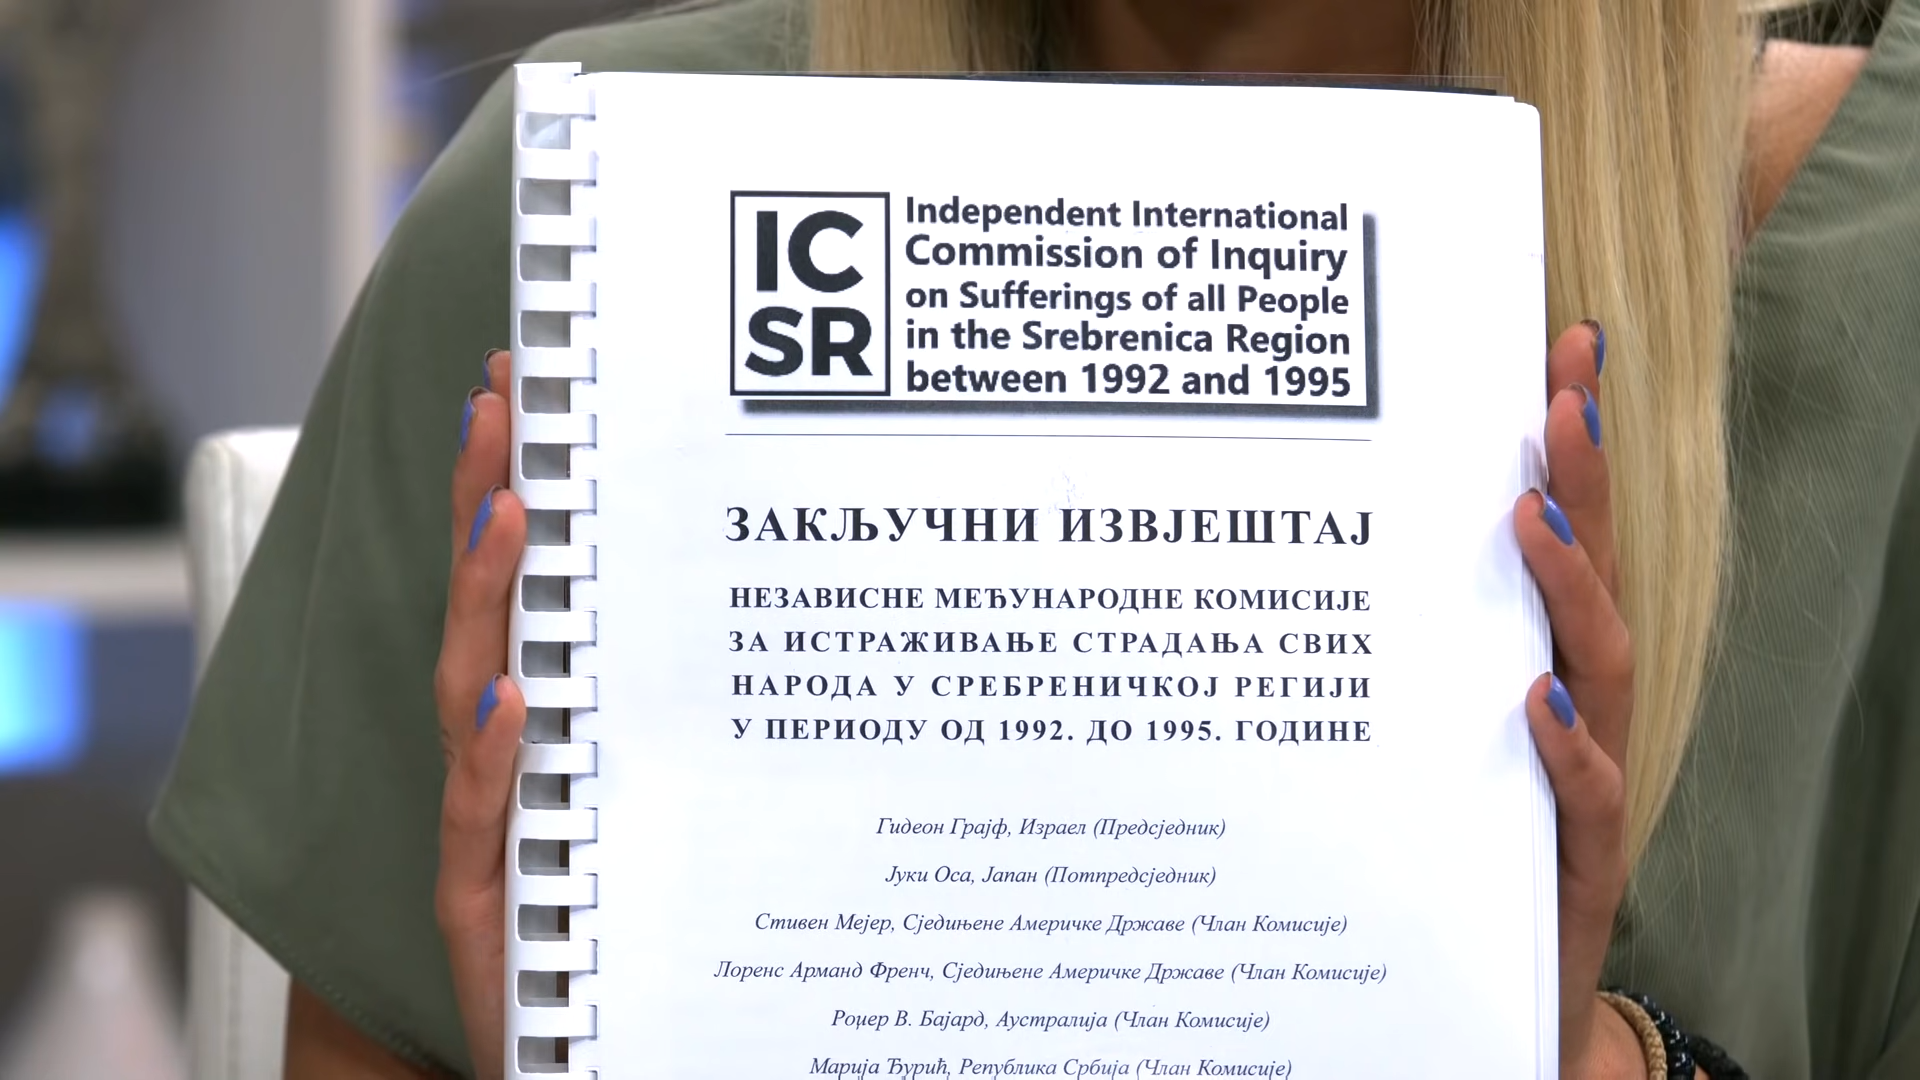 IC
SR
Independent International
Commission of Inquiry
on Sufferings of all People
in the Srebrenica Region
between 1992 and 1995
ЗАКЉУЧНИ ИЗВЈЕШТАЈ
НЕЗАВИСНЕ МЕЂУНАРОДНЕ КОМИСИЈЕ
ЗА ИСТРАЖИВАЊЕ СТРАДАЊА СВИХ
НАРОДА У СРЕБРЕНИЧКОЈ РЕГИЈИ
У ПЕРИОДУ ОД 1992. ДО 1995. ГОДИНЕ
Гидеон Грајф, Израел (Предсједник)
Јуки Оса, Јапан (Потпредсједник)
Стивен Мејер, Сједињене Америчке Државе (Члан Комисије)
Лоренс Арманд Френч, Сједињене Америчке Државе (Члан Комисије)
Роџер В. Бајард, Аустралија (Члан Комисије)
Марија Ђурић, Република Србија (Члан Комисије)